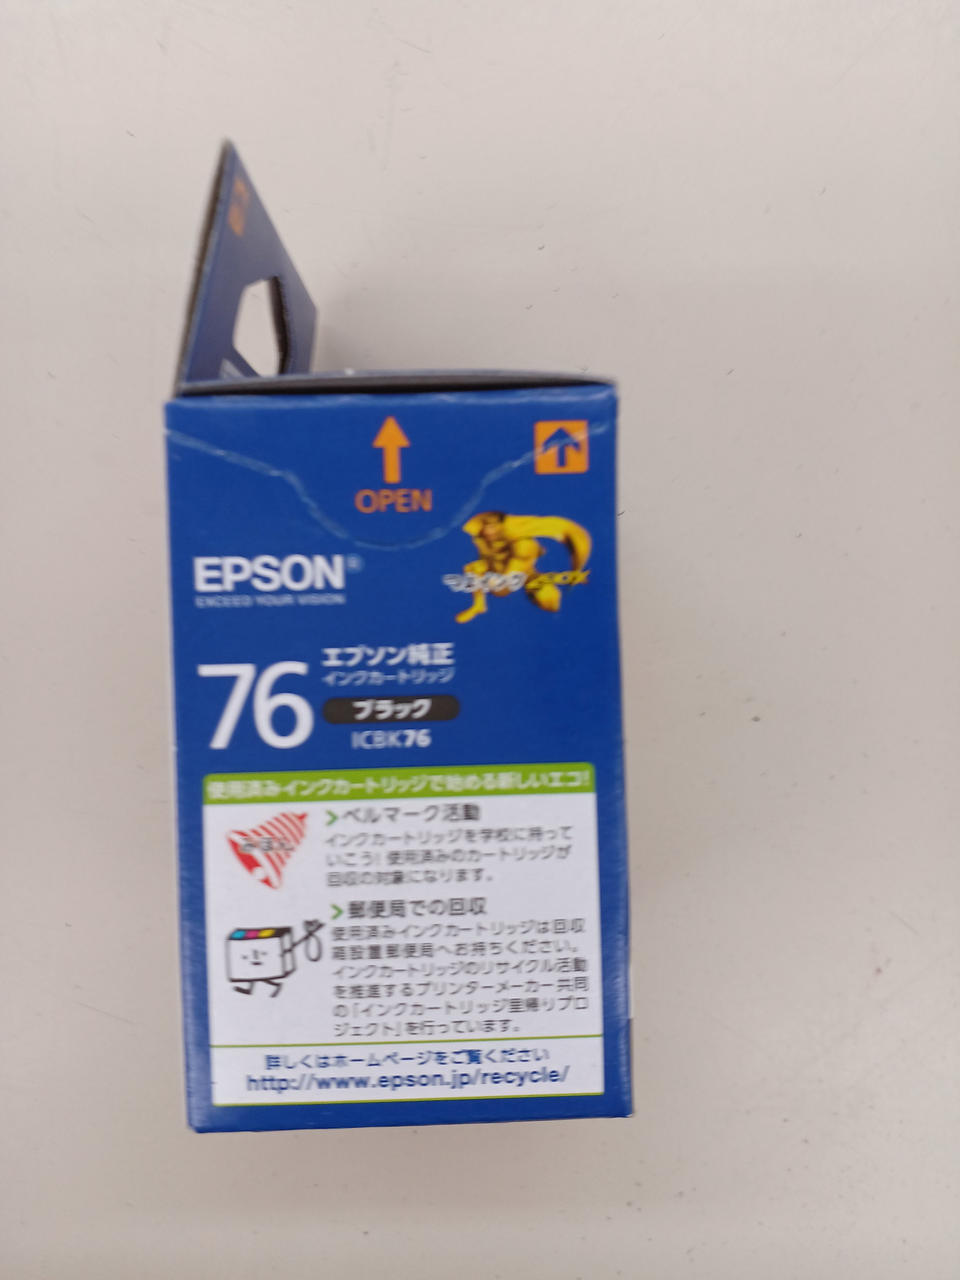 OPEN
EPSON®
EXCEED YOUR VISION
76
エプソン純正
インクカートリッジ
ブラック
ICBK76
使用済みインクカートリッジで始める新しいエコ!
ベルマーク活動
インクカートリッジを学校に持って
いこう! 使用済みのカートリッジが
回収の対象になります。
郵便局での回収
使用済みインクカートリッジは回収
箱設置郵便局へお持ちください。
インクカートリッジのリサイクル活動
を推進するプリンターメーカー共同
の「インクカートリッジ里帰りプロ
ジェクト」を行っています。
詳しくはホームページをご覧ください
http://www.epson.jp/recycle/